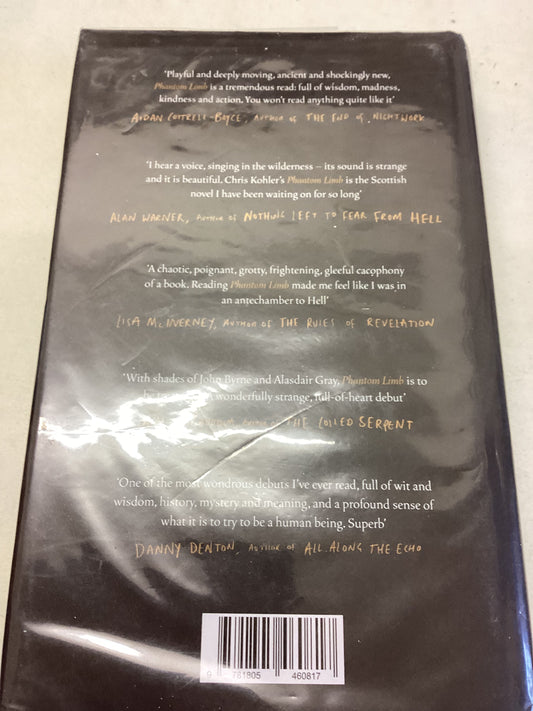 ‘Playful and deeply moving, ancient and shockingly new,
Phantom Limb is a tremendous read: full of wisdom, madness,
kindness and action. You won't read anything quite like it’
AIDAN COTTRELL-BOYCE, AUTHOR OF THE END OF NIGHTWORK
‘I hear a voice, singing in the wilderness – its sound is strange
and it is beautiful. Chris Kohler's Phantom Limb is the Scottish
novel I have been waiting on for so long’
ALAN WARNER, AUTHOR OF NOTHING LEFT TO FEAR FROM HELL
‘A chaotic, poignant, grotty, frightening, gleeful cacophony
of a book. Reading Phantom Limb made me feel like I was in
an antechamber to Hell’
LISA McINERNEY, AUTHOR OF THE RULES OF REVELATION
‘With shades of John Byrne and Alasdair Gray, Phantom Limb is to
be wonderfully strange, full-of-heart debut’
AUTHOR OF THE COILED SERPENT
‘One of the most wondrous debuts I've ever read, full of wit and
wisdom, history, mystery and meaning, and a profound sense of
what it is to try to be a human being. Superb’
DANNY DENTON, AUTHOR OF ALL ALONG THE ECHO
9 781805 460817